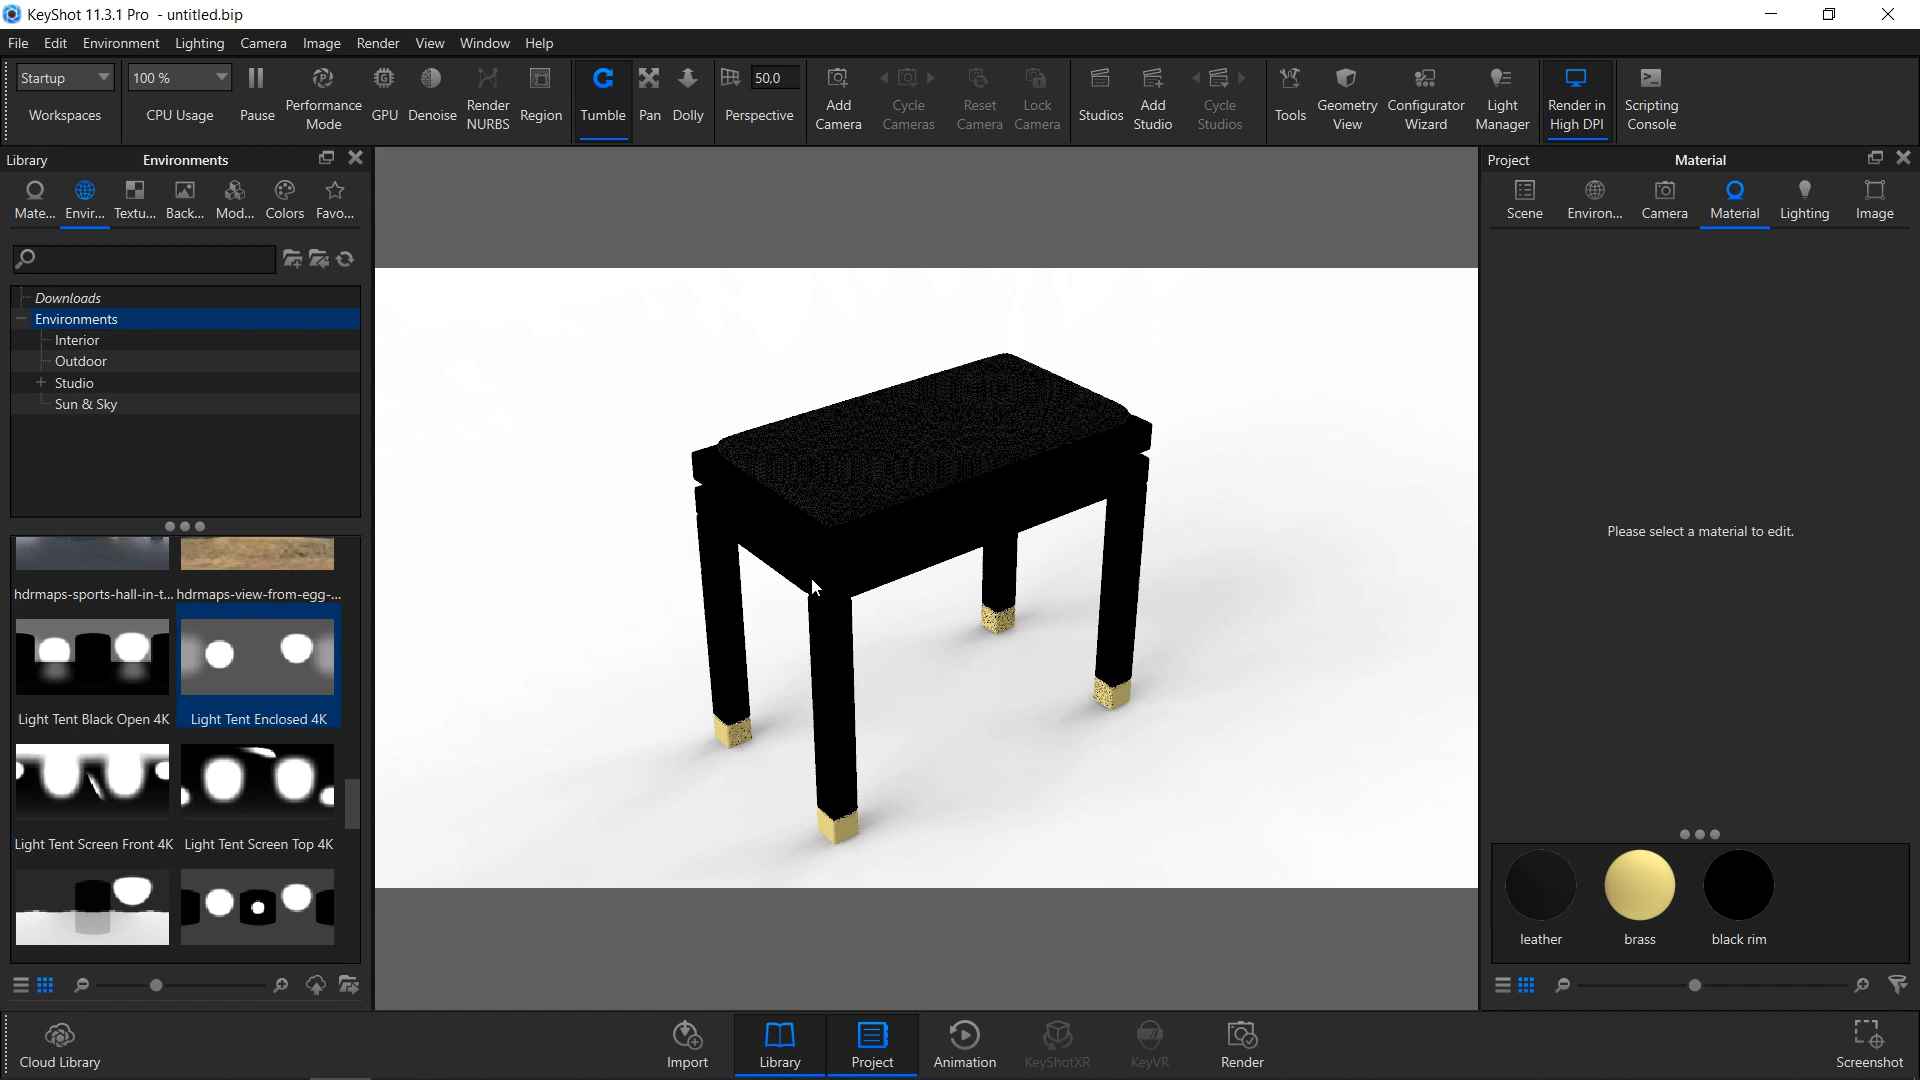 KeyShot 11.3.1 Pro - untitled.bip
File Edit Environment Lighting Camera Image Render View Window Help
Startup
Workspaces
100 %
CPU Usage
Pause
Performance
Mode
GPU
Denoise
Render
NURBS
Region
Tumble
Pan
Dolly
50.0
Perspective
Add
Camera
Cycle
Cameras
Reset
Camera
Lock
Camera
Studios
Add
Studio
Cycle
Studios
Tools
Geometry
View
Configurator
Wizard
Light
Manager
Render in
High DPI
Scripting
Console
Library
Environments
Mate... Envir... Textu... Back... Mod... Colors Favo...
Downloads
Environments
Interior
Outdoor
Studio
Sun & Sky
hdrmaps-sports-hall-in-t... hdrmaps-view-from-egg-...
Light Tent Black Open 4K Light Tent Enclosed 4K
Light Tent Screen Front 4K Light Tent Screen Top 4K
Project
Material
Scene Environ... Camera Material Lighting Image
Please select a material to edit.
leather brass black rim
Cloud Library
Import
Library
Project
Animation
KeyShotXR
KeyVR
Render
Screenshot